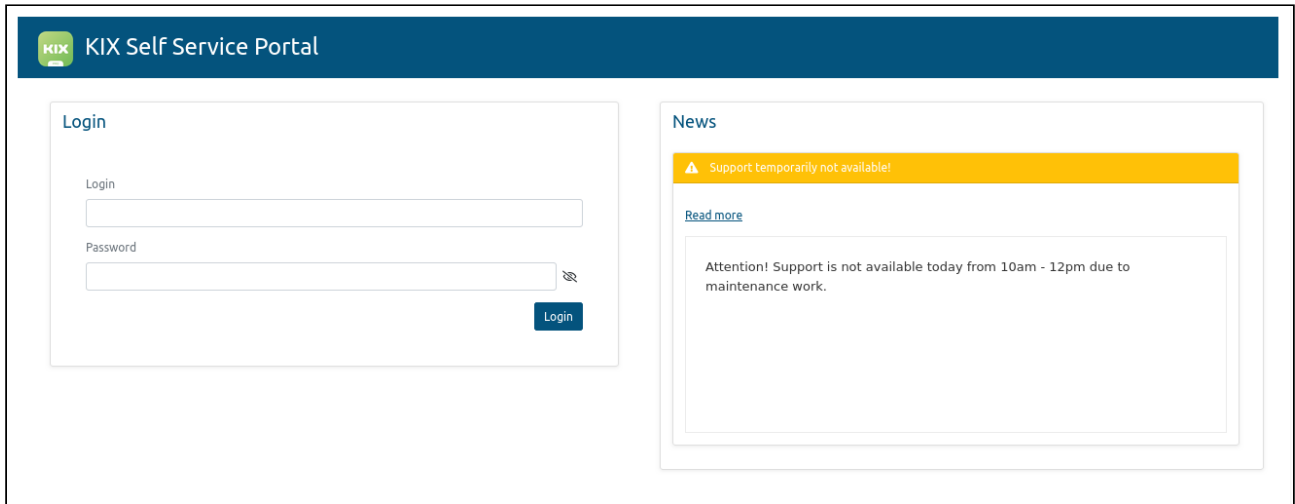 KIX
KIX Self Service Portal
Login
Login
Password
Login
News
Support temporarily not available!
Read more
Attention! Support is not available today from 10am - 12pm due to
maintenance work.